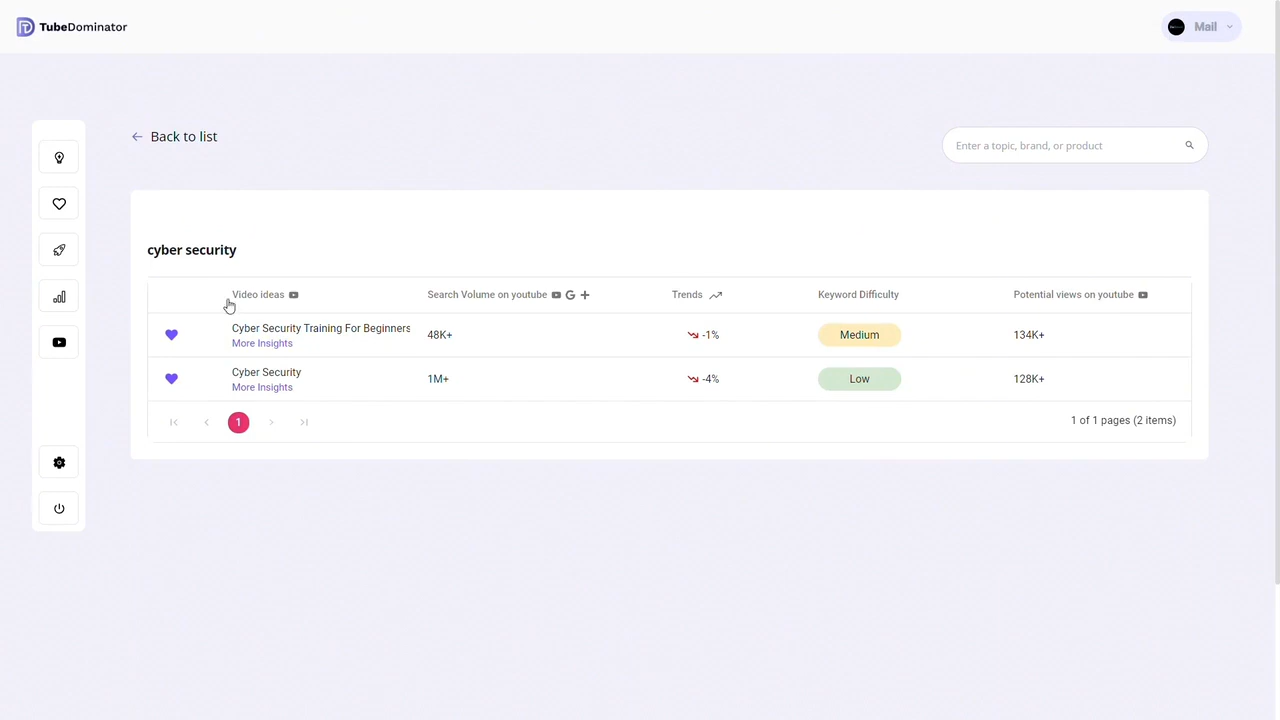 TubeDominator
Mail
Back to list
Enter a topic, brand, or product
cyber security
Video ideas Search Volume on youtube Trends Keyword Difficulty Potential views on youtube
Cyber Security Training For Beginners 48K+ -1% Medium 134K+
More Insights
Cyber Security 1M+ -4% Low 128K+
More Insights
1 1 of 1 pages (2 items)